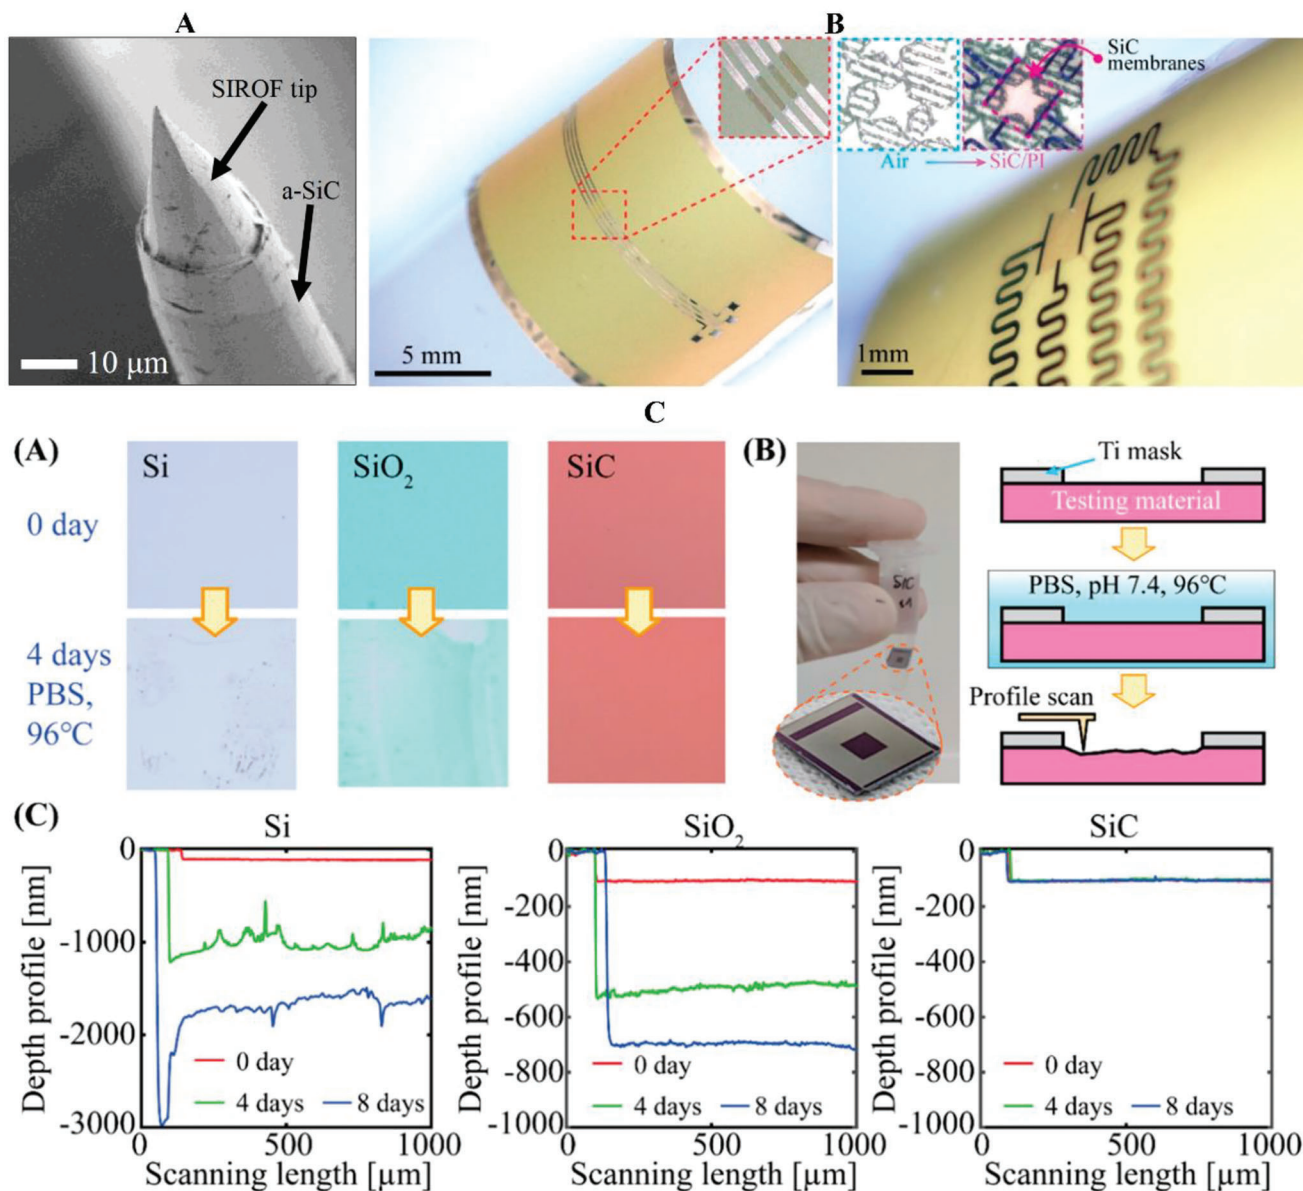 A
SIROF tip
a-SiC
10 μm
B
5 mm
SiC
membranes
Air
SiC/PI
1mm
C
(A)
Si
SiO2
SiC
0 day
4 days
PBS,
96℃
(B)
SiC
Ti mask
Testing material
PBS, pH 7.4, 96℃
Profile scan
(C)
Si
Depth profile [nm]
0
-1000
-2000
-3000
0 day
4 days
8 days
0
500
1000
Scanning length [μm]
SiO2
Depth profile [nm]
0
-200
-400
-600
-800
-1000
0 day
4 days
8 days
0
500
1000
Scanning length [μm]
SiC
Depth profile [nm]
0
-200
-400
-600
-800
-1000
0 day
4 days
8 days
0
500
1000
Scanning length [μm]